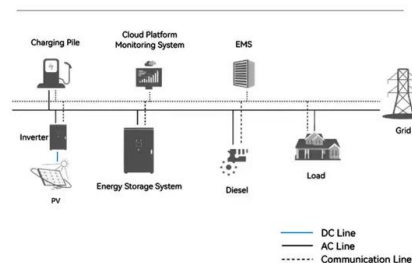 Charging Pile
Cloud Platform
Monitoring System
EMS
Grid
Inverter
PV
Energy Storage System
Diesel
Load
DC Line
AC Line
Communication Line